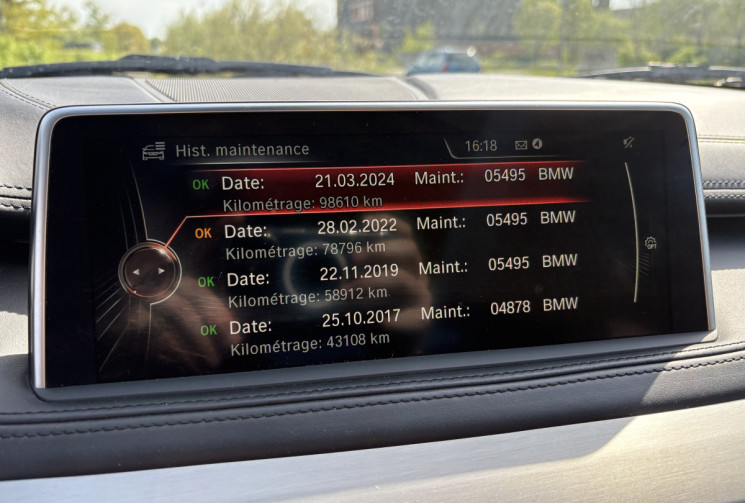 Hist. maintenance 16:18
OK Date: 21.03.2024 Maint.: 05495 BMW
Kilométrage: 98610 km
OK Date: 28.02.2022 Maint.: 05495 BMW
Kilométrage: 78796 km
OK Date: 22.11.2019 Maint.: 05495 BMW
Kilométrage: 58912 km
OK Date: 25.10.2017 Maint.: 04878 BMW
Kilométrage: 43108 km
OPT